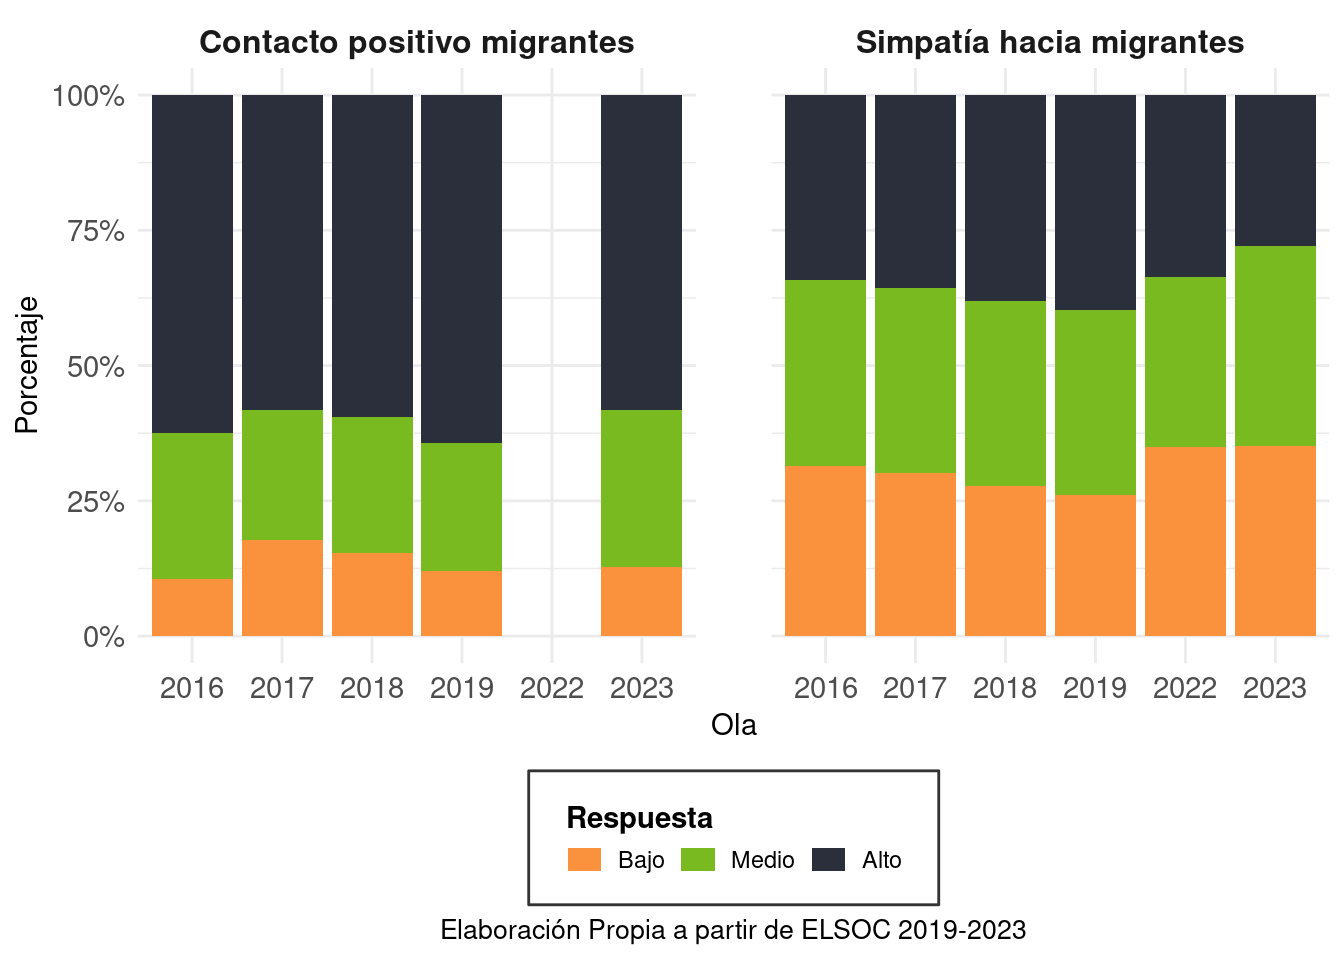 Contacto positivo migrantes
Simpatía hacia migrantes
Porcentaje
100%
75%
50%
25%
0%
2016 2017 2018 2019 2022 2023
2016 2017 2018 2019 2022 2023
Ola
Respuesta
Bajo Medio Alto
Elaboración Propia a partir de ELSOC 2019-2023